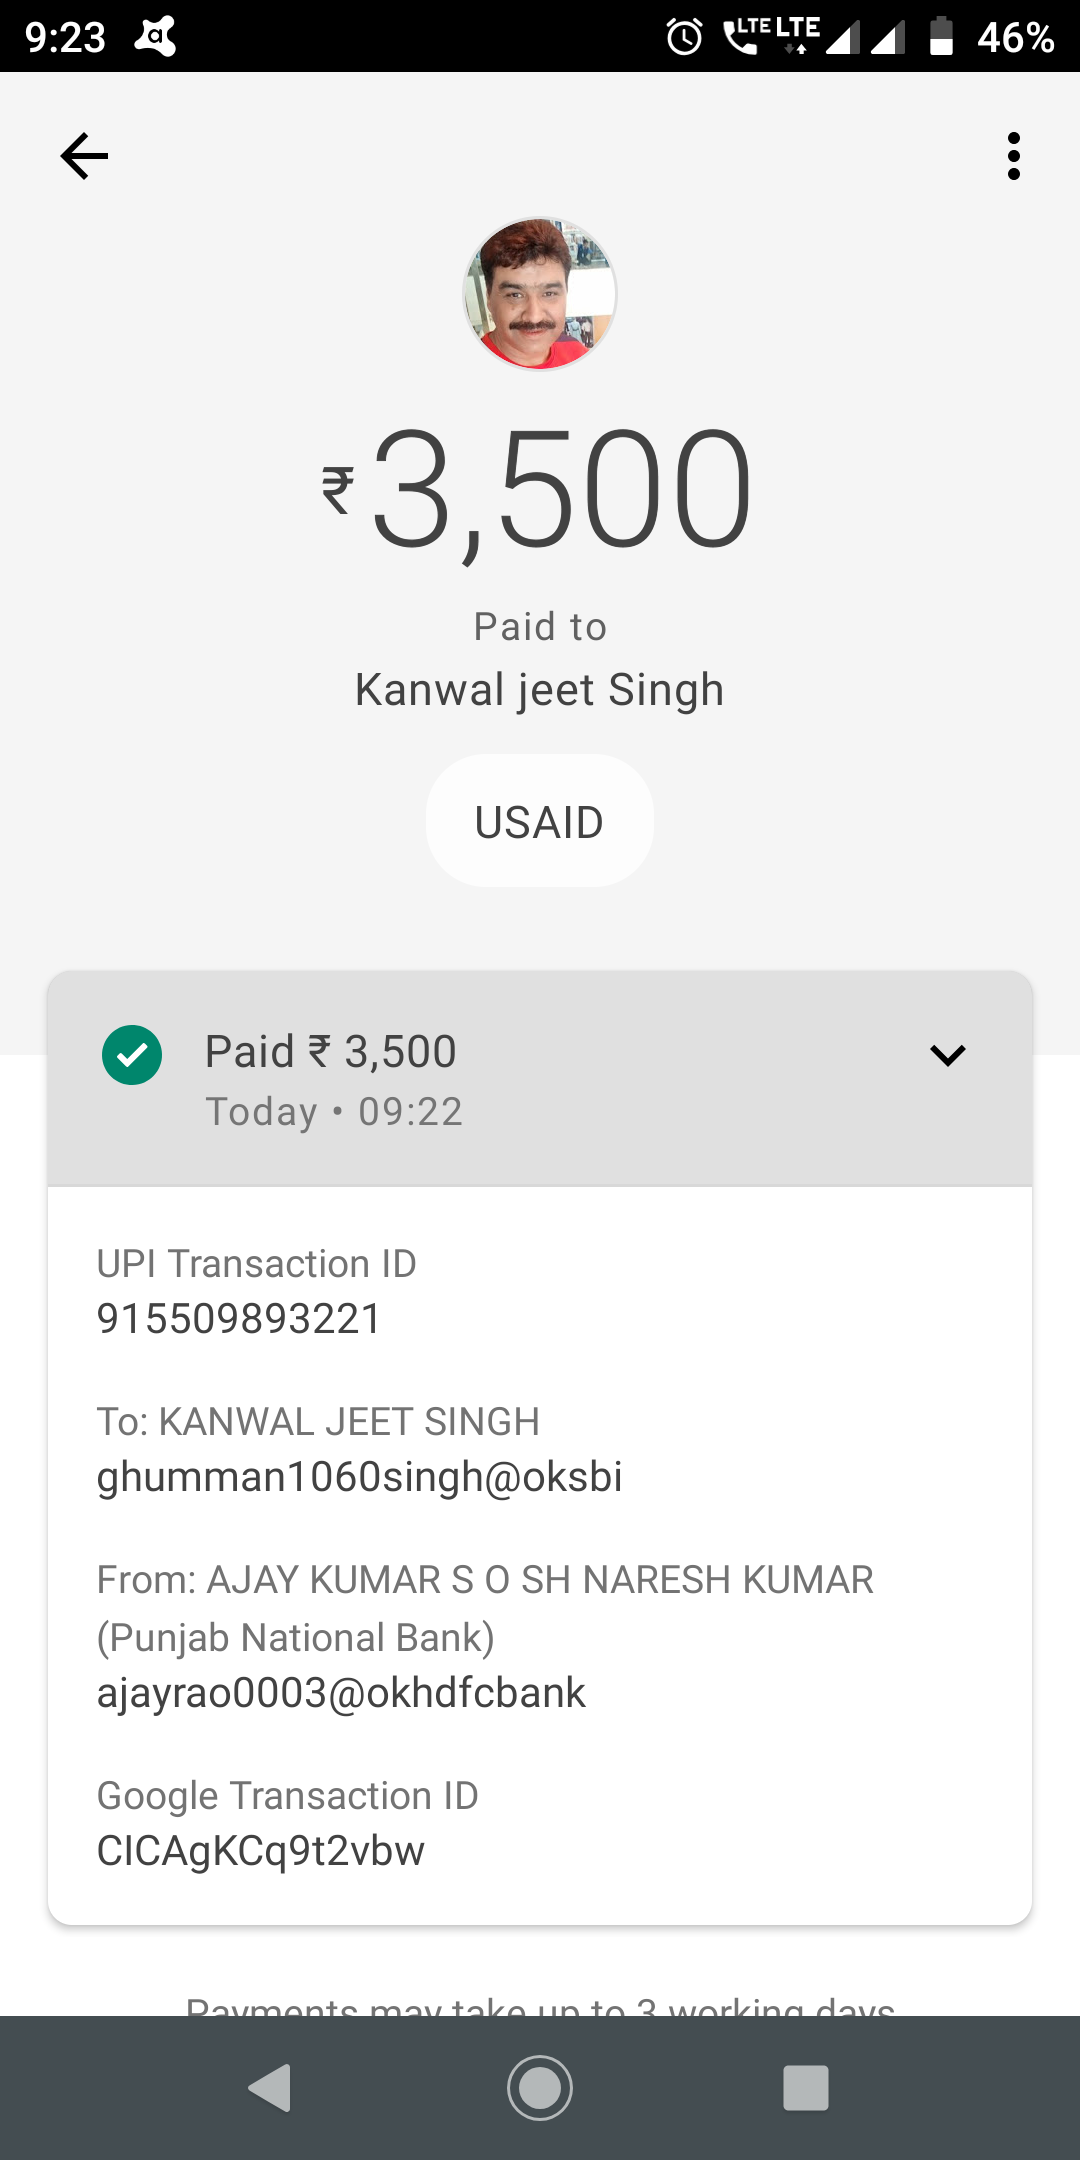 9:23
LTE LTE 46%
₹3,500
Paid to
Kanwal jeet Singh
USAID
Paid ₹ 3,500
Today • 09:22
UPI Transaction ID
915509893221
To: KANWAL JEET SINGH
ghumman1060singh@oksbi
From: AJAY KUMAR S O SH NARESH KUMAR
(Punjab National Bank)
ajayrao0003@okhdfcbank
Google Transaction ID
CICAgKCq9t2vbw
Payments may take up to 3 working days